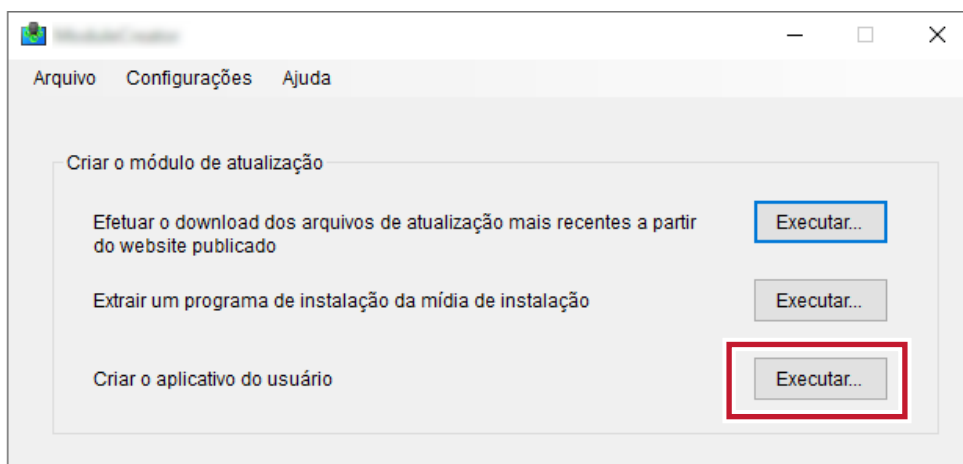 Arquivo Configurações Ajuda
Criar o módulo de atualização
Efetuar o download dos arquivos de atualização mais recentes a partir
do website publicado
Executar...
Extrair um programa de instalação da mídia de instalação
Executar...
Criar o aplicativo do usuário
Executar...